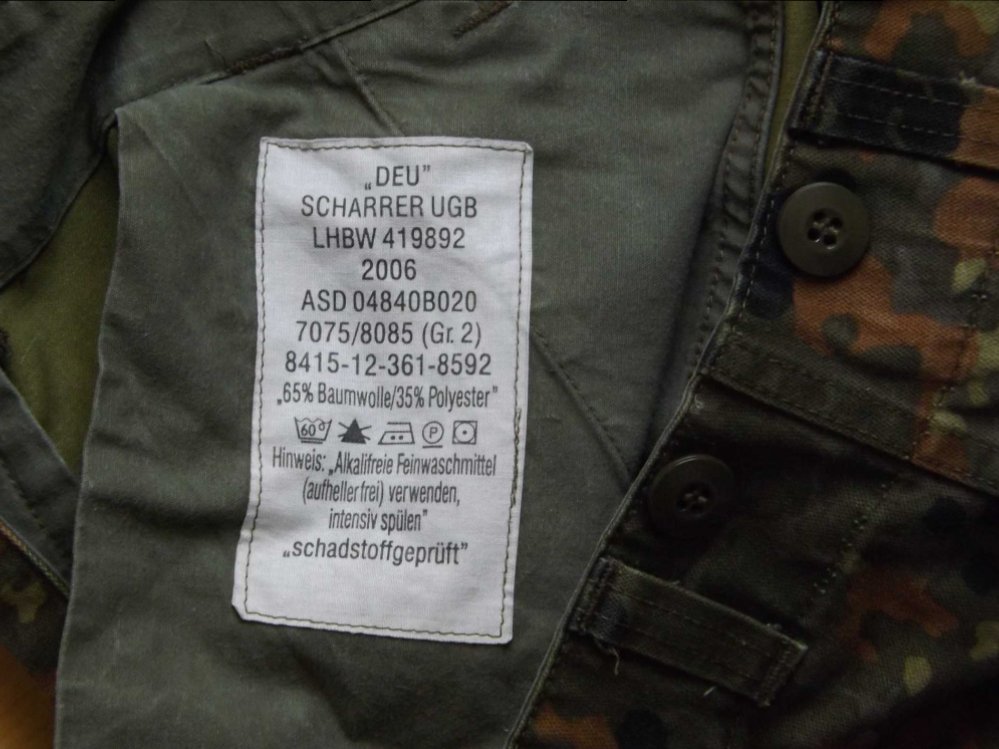 „DEU”
SCHARRER UGB
LHBW 419892
2006
ASD 04840B020
7075/8085 (Gr. 2)
8415-12-361-8592
„65% Baumwolle/35% Polyester”
60 P
Hinweis: „Alkalifreie Feinwaschmittel
(aufhellerfrei) verwenden,
intensiv spülen”
„schadstoffgeprüft”